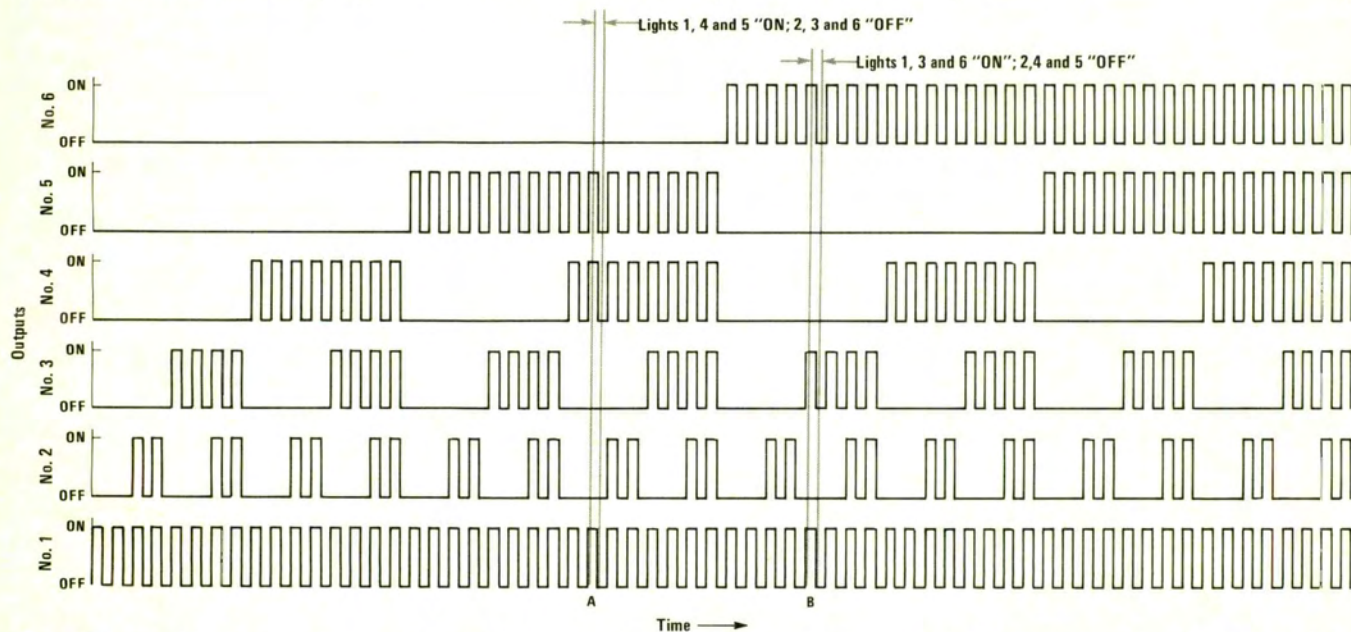 Lights 1, 4 and 5 "ON; 2, 3 and 6 "OFF"
Lights 1, 3 and 6 "ON"; 2,4 and 5 "OFF"
Outputs
No. 6
ON
OFF
No. 5
ON
OFF
No. 4
ON
OFF
No. 3
ON
OFF
No. 2
ON
OFF
No. 1
ON
OFF
A
B
Time